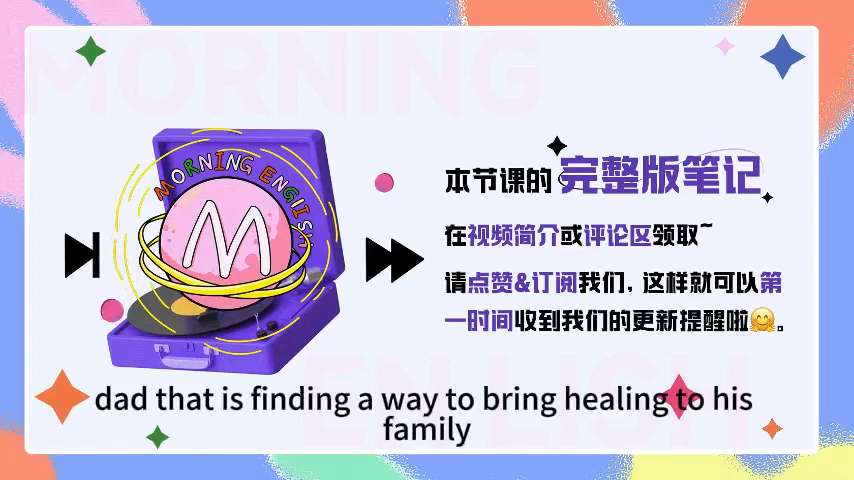 MORNING
MORNING ENGlISH
M
本节课的 完整版笔记
在视频简介或评论区领取~
请点赞&订阅我们, 这样就可以第
一时间收到我们的更新提醒啦🤗。
EN LISH
dad that is finding a way to bring healing to his
family